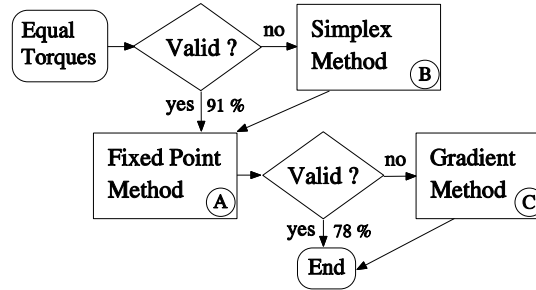 Equal
Torques
Valid ?
no
Simplex
Method
B
yes 91 %
Fixed Point
Method
A
Valid ?
no
Gradient
Method
C
yes 78 %
End